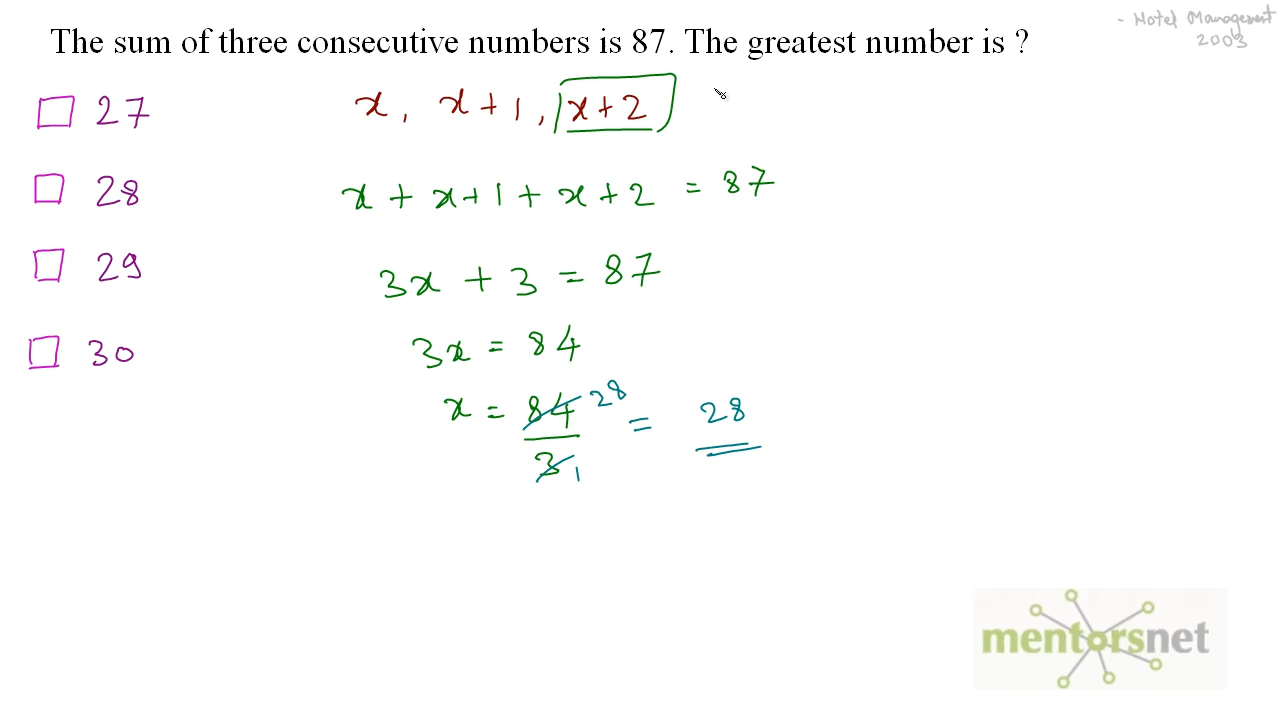 - Hotel Management
2003
The sum of three consecutive numbers is 87. The greatest number is ?
27
28
29
30
x, x+1, x+2
x + x+1 + x+2 = 87
3x + 3 = 87
3x = 84
x = 84/3 = 28
28
1
mentorsnet